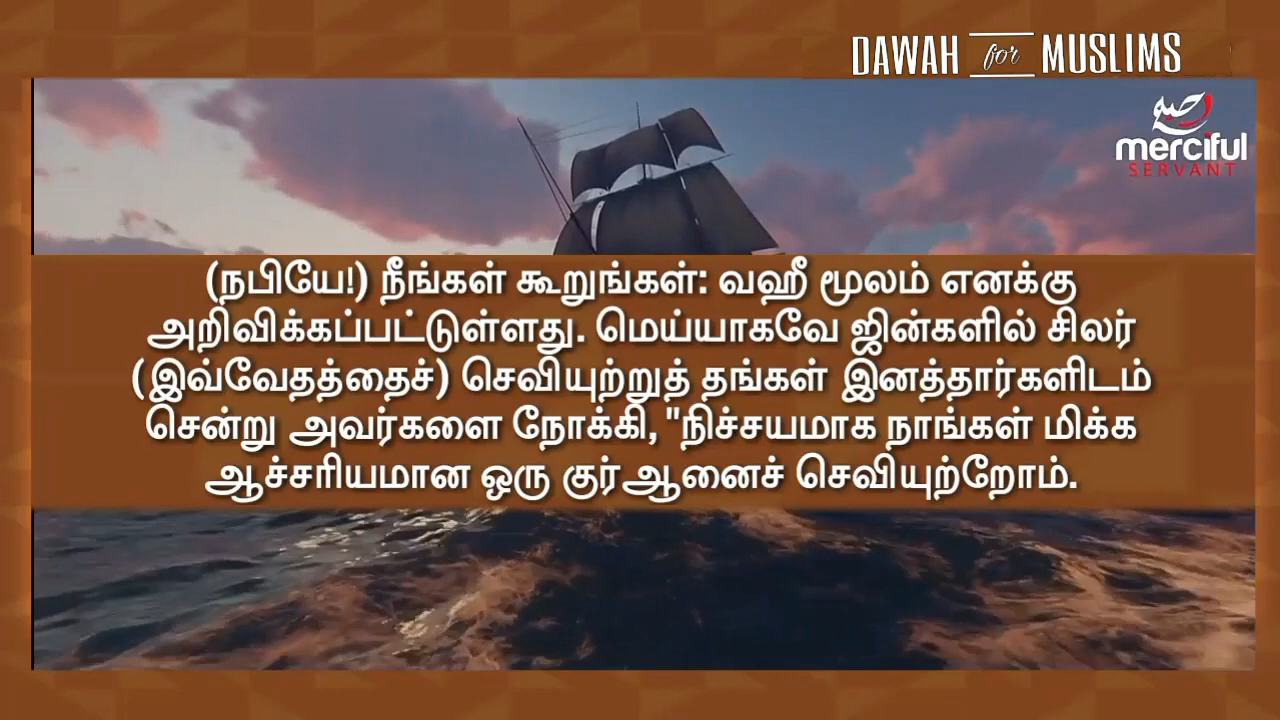 DAWAH for MUSLIMS
رحمة
merciful
SERVANT
(நபியே!) நீங்கள் கூறுங்கள்: வஹீ மூலம் எனக்கு
அறிவிக்கப்பட்டுள்ளது. மெய்யாகவே ஜின்களில் சிலர்
(இவ்வேதத்தைச்) செவியுற்றுத் தங்கள் இனத்தார்களிடம்
சென்று அவர்களை நோக்கி, "நிச்சயமாக நாங்கள் மிக்க
ஆச்சரியமான ஒரு குர்ஆனைச் செவியுற்றோம்.